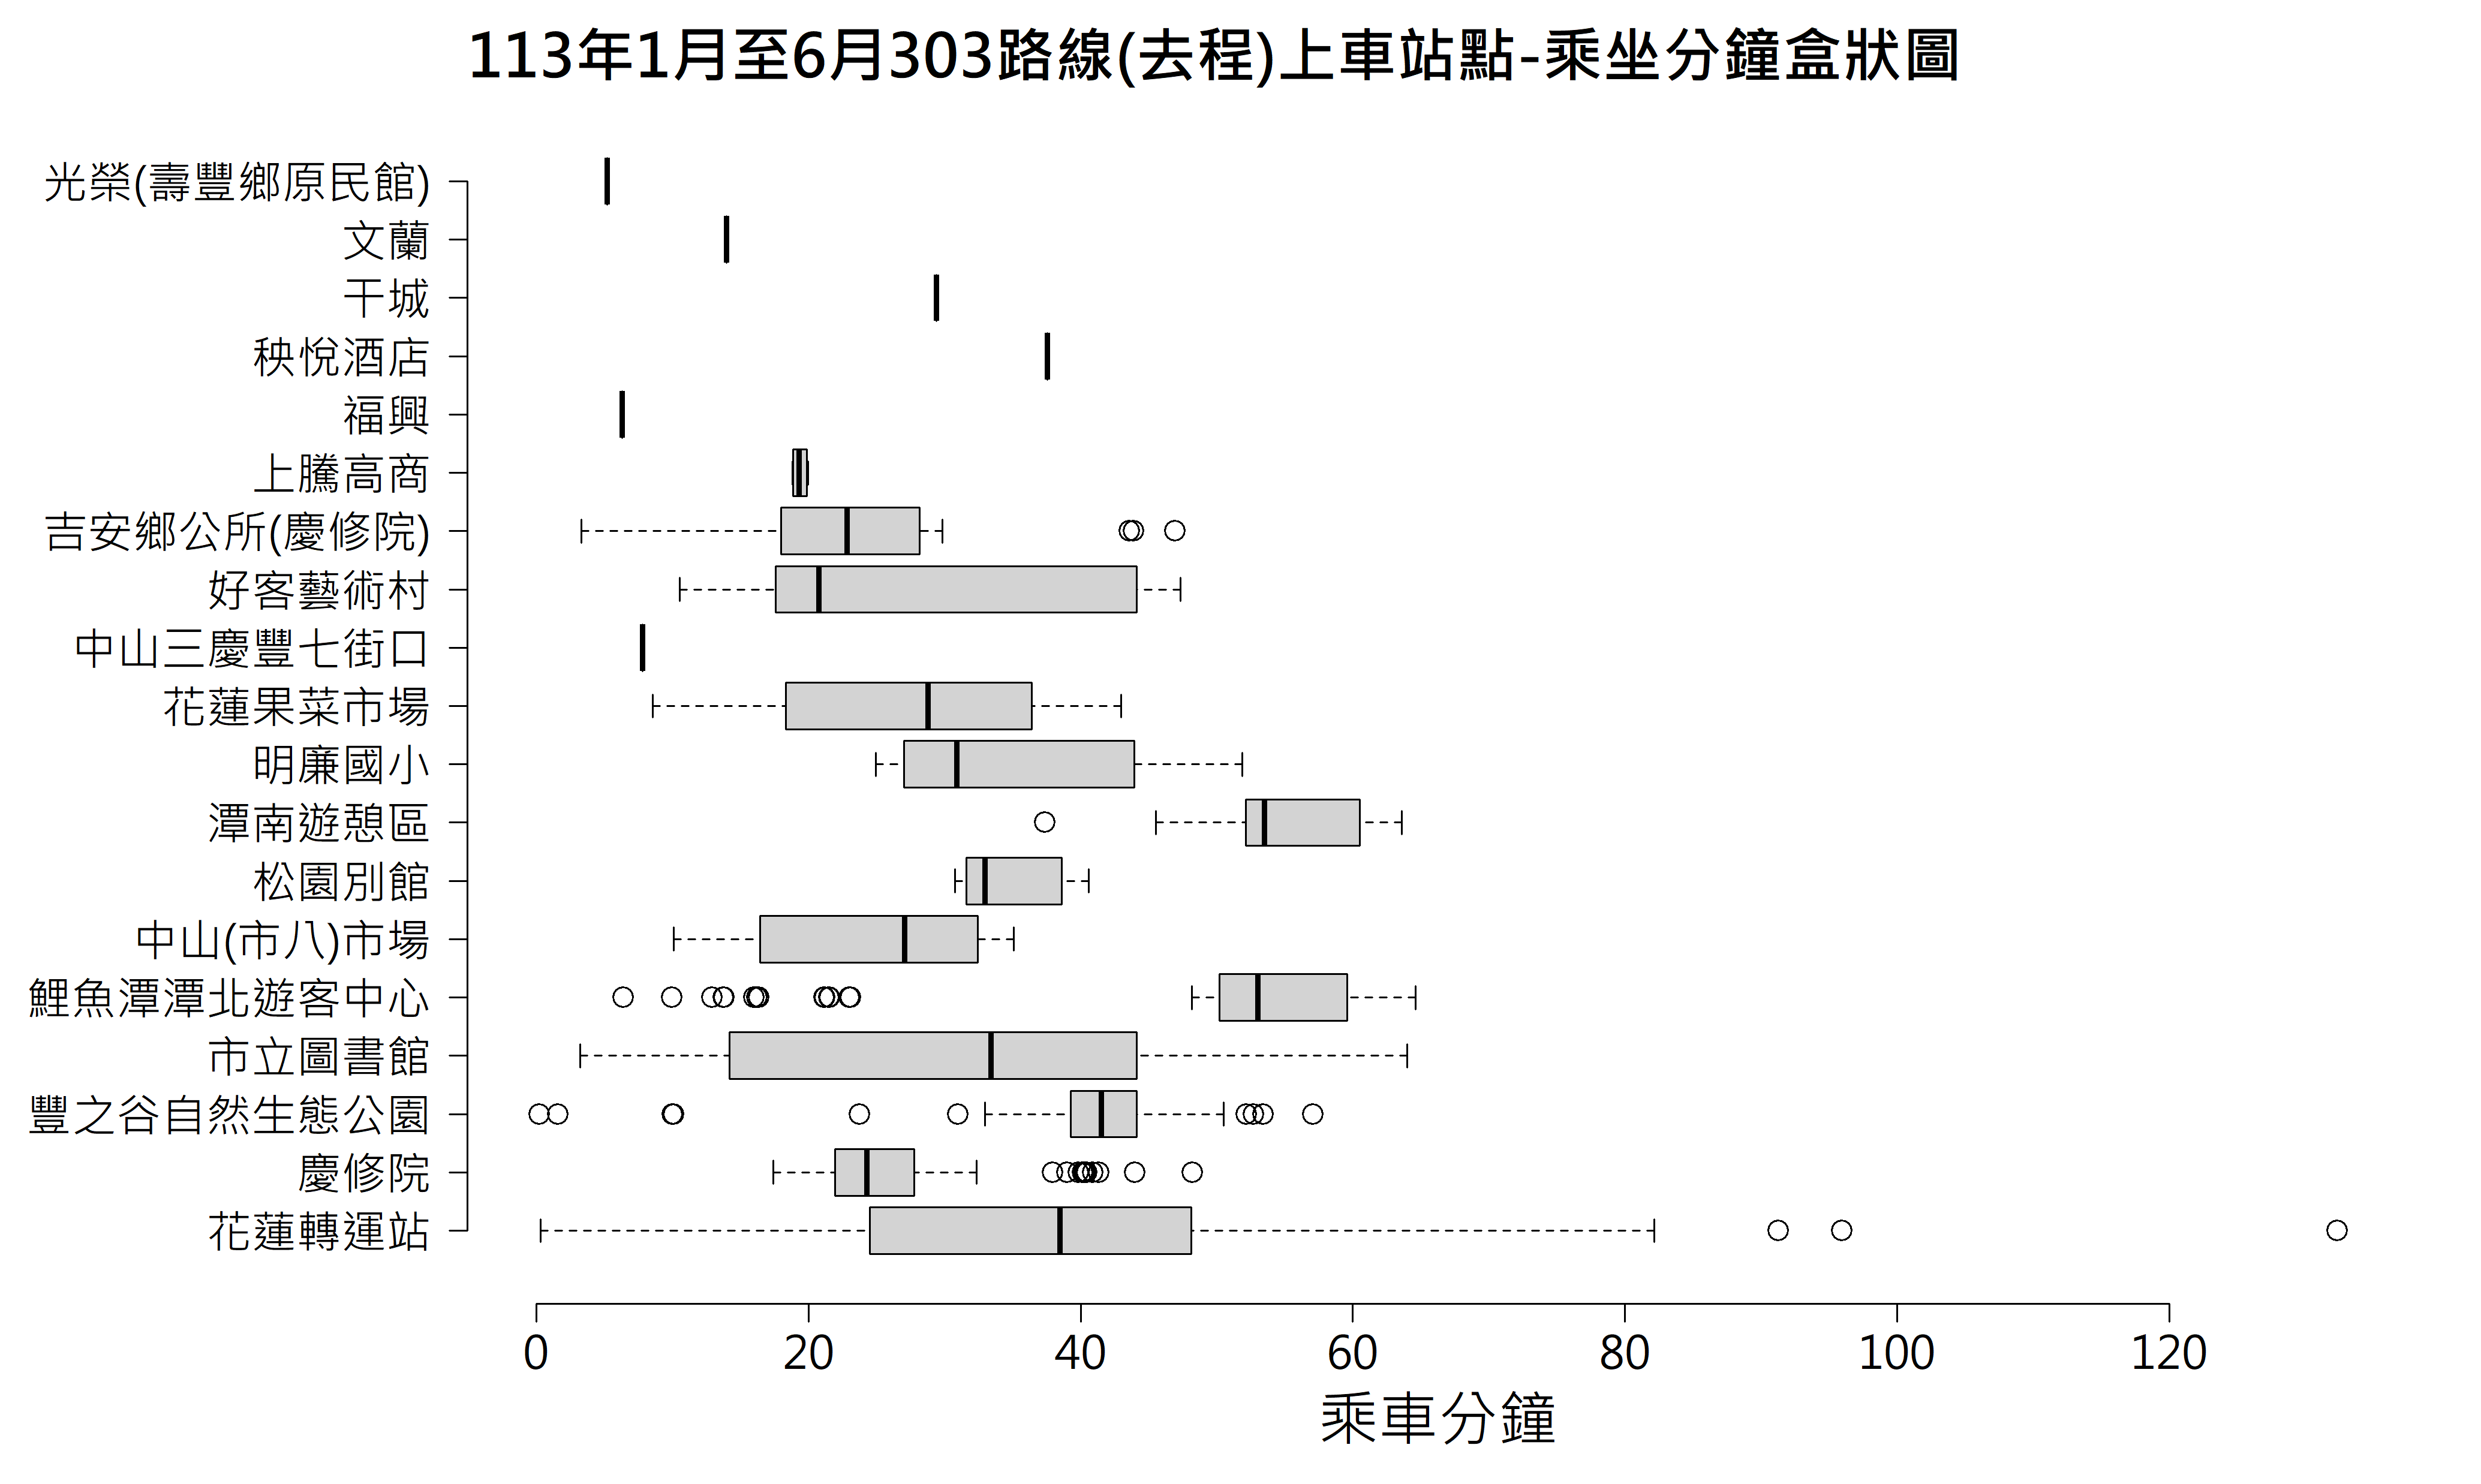 113年1月至6月303路線(去程)上車站點-乘坐分鐘盒狀圖
光榮(壽豐鄉原民館)
文蘭
干城
秧悅酒店
福興
上騰高商
吉安鄉公所(慶修院)
好客藝術村
中山三慶豐七街口
花蓮果菜市場
明廉國小
潭南遊憩區
松園別館
中山(市八)市場
鯉魚潭潭北遊客中心
市立圖書館
豐之谷自然生態公園
慶修院
花蓮轉運站
0 20 40 60 80 100 120
乘車分鐘